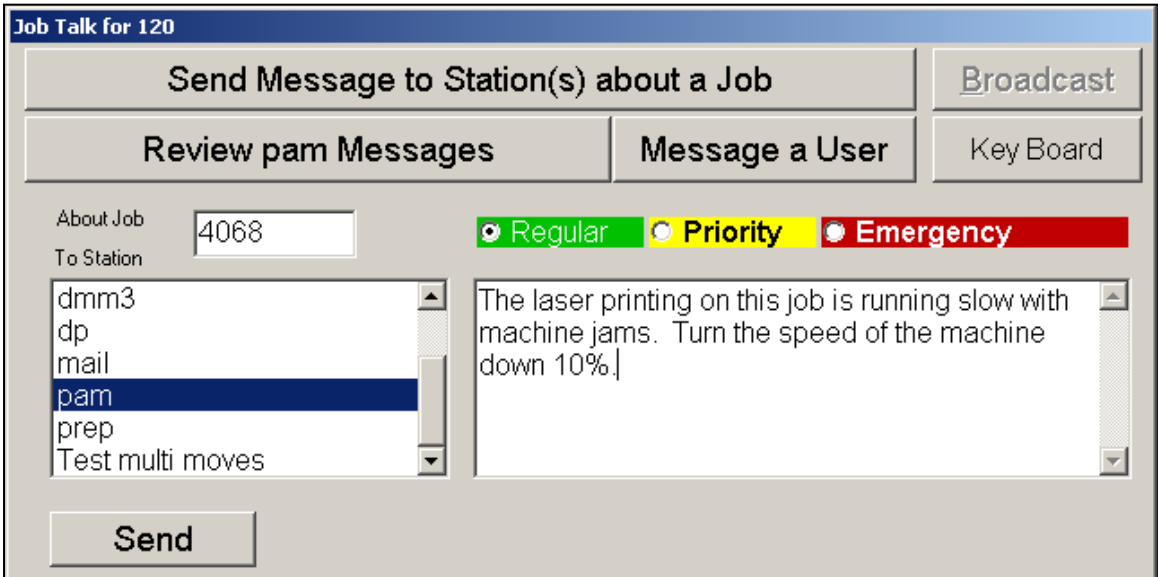 Job Talk for 120
Send Message to Station(s) about a Job
Broadcast
Review pam Messages
Message a User
Key Board
About Job
4068
Regular
Priority
Emergency
To Station
dmm3
dp
mail
pam
prep
Test multi moves
The laser printing on this job is running slow with
machine jams.  Turn the speed of the machine
down 10%.
Send